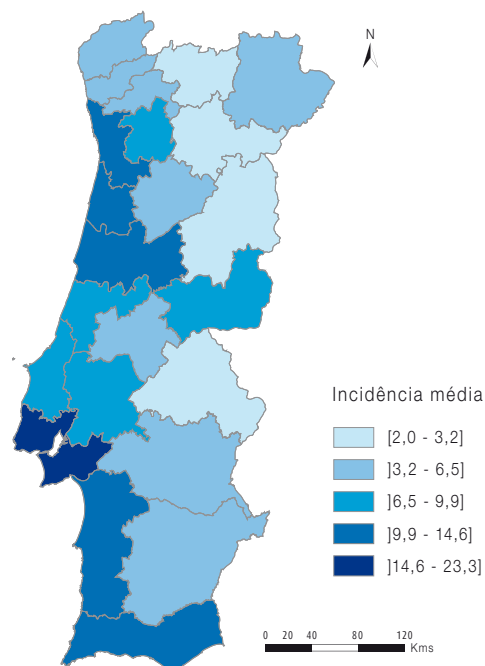 N
Incidência média
]2,0 - 3,2]
]3,2 - 6,5]
]6,5 - 9,9]
]9,9 - 14,6]
]14,6 - 23,3]
0 20 40 80 120
Kms